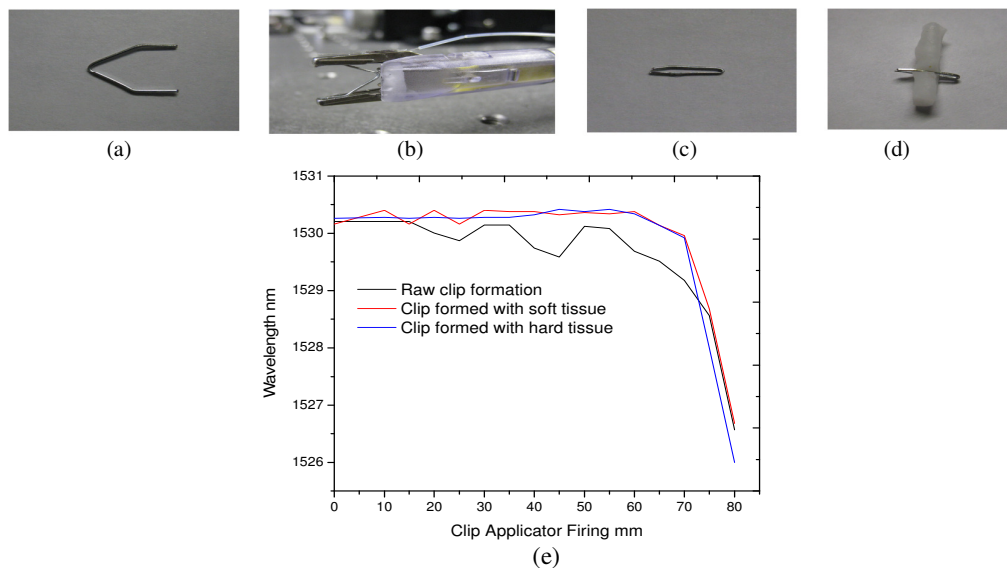 (a)
(b)
(c)
(d)
1531
1530
1529
1528
1527
1526
Wavelength nm
Raw clip formation
Clip formed with soft tissue
Clip formed with hard tissue
0 10 20 30 40 50 60 70 80
Clip Applicator Firing mm
(e)